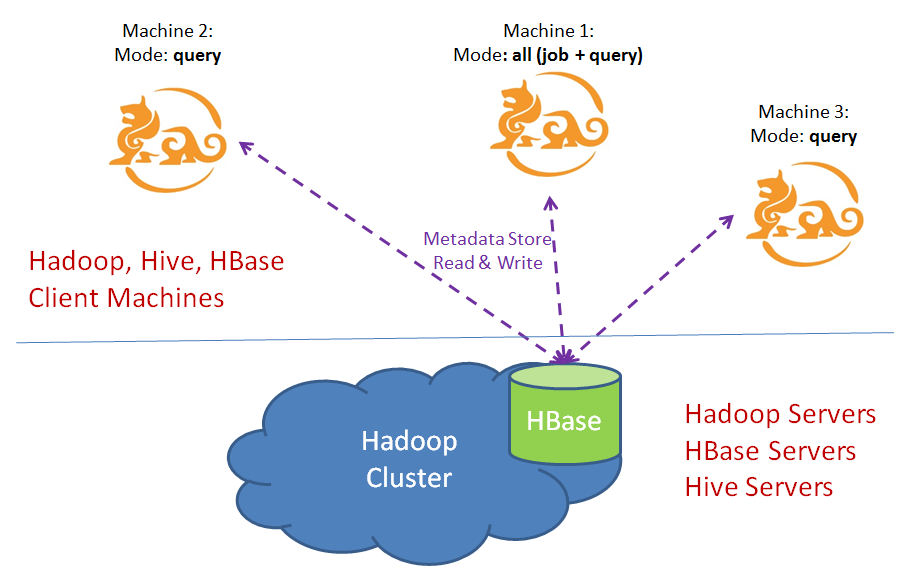 Machine 2:
Mode: query
Machine 1:
Mode: all (job + query)
Machine 3:
Mode: query
Metadata Store
Read & Write
Hadoop, Hive, HBase
Client Machines
HBase
Hadoop
Cluster
Hadoop Servers
HBase Servers
Hive Servers